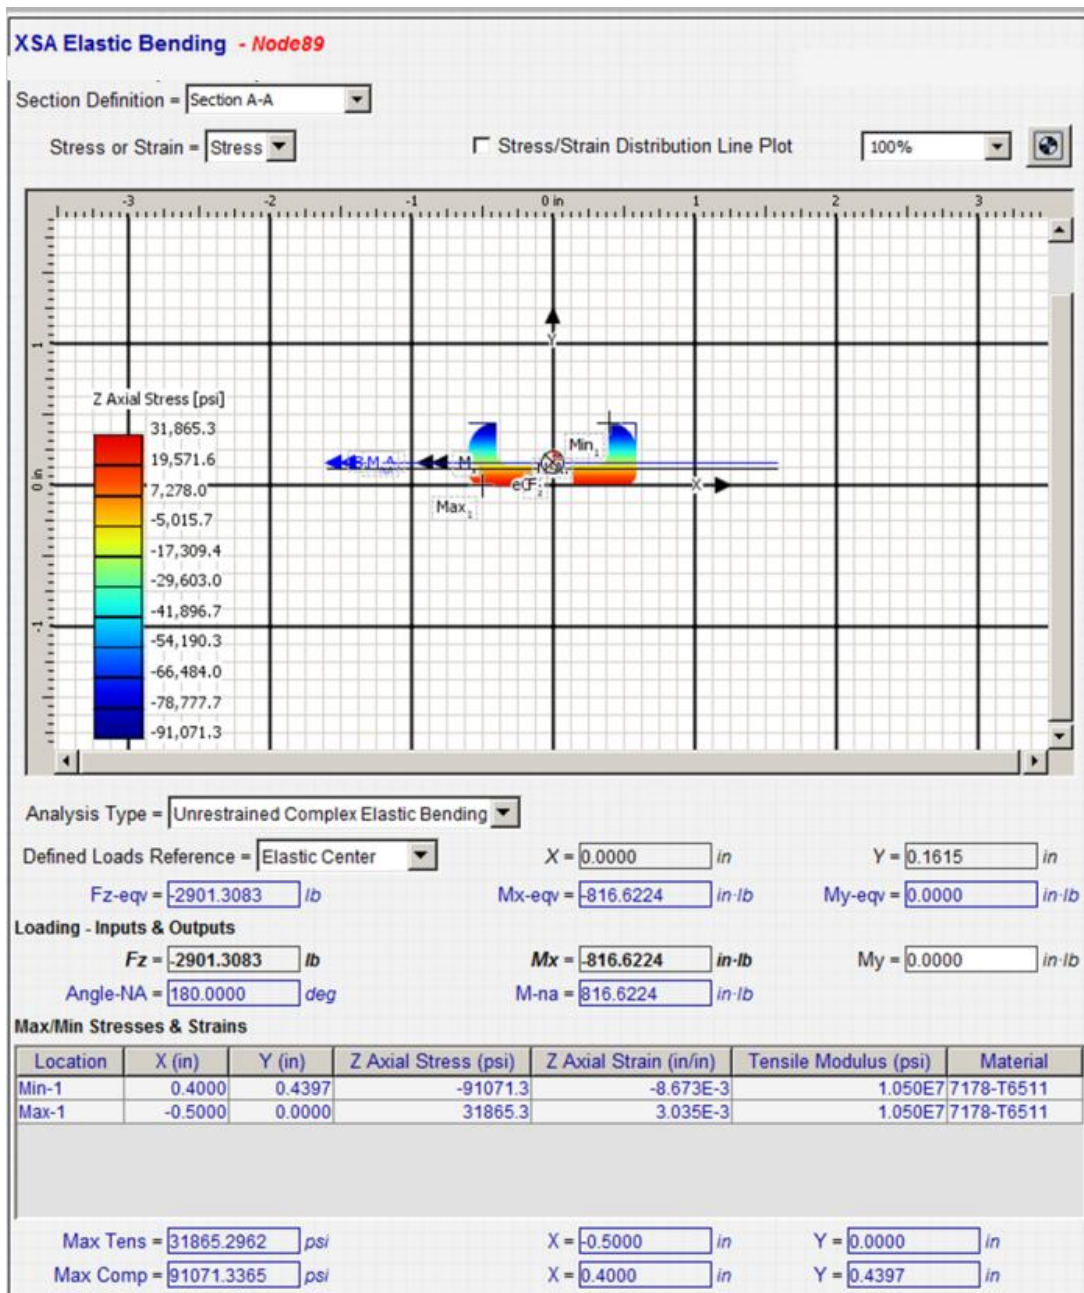 XSA Elastic Bending - Node89
Section Definition = Section A-A
Stress or Strain = Stress
Stress/Strain Distribution Line Plot
100%
-3 -2 -1 0 in 1 2 3
1
0 in
-1
Y
X
Z Axial Stress [psi]
31,865.3
19,571.6
7,278.0
-5,015.7
-17,309.4
-29,603.0
-41,896.7
-54,190.3
-66,484.0
-78,777.7
-91,071.3
Min1
Max1
Analysis Type = Unrestrained Complex Elastic Bending
Defined Loads Reference = Elastic Center X = 0.0000 in Y = 0.1615 in
Fz-eqv = -2901.3083 lb Mx-eqv = -816.6224 in·lb My-eqv = 0.0000 in·lb
Loading - Inputs & Outputs
Fz = -2901.3083 lb Mx = -816.6224 in·lb My = 0.0000 in·lb
Angle-NA = 180.0000 deg M-na = 816.6224 in·lb
Max/Min Stresses & Strains
Location X (in) Y (in) Z Axial Stress (psi) Z Axial Strain (in/in) Tensile Modulus (psi) Material
Min-1 0.4000 0.4397 -91071.3 -8.673E-3 1.050E7 7178-T6511
Max-1 -0.5000 0.0000 31865.3 3.035E-3 1.050E7 7178-T6511
Max Tens = 31865.2962 psi X = -0.5000 in Y = 0.0000 in
Max Comp = 91071.3365 psi X = 0.4000 in Y = 0.4397 in